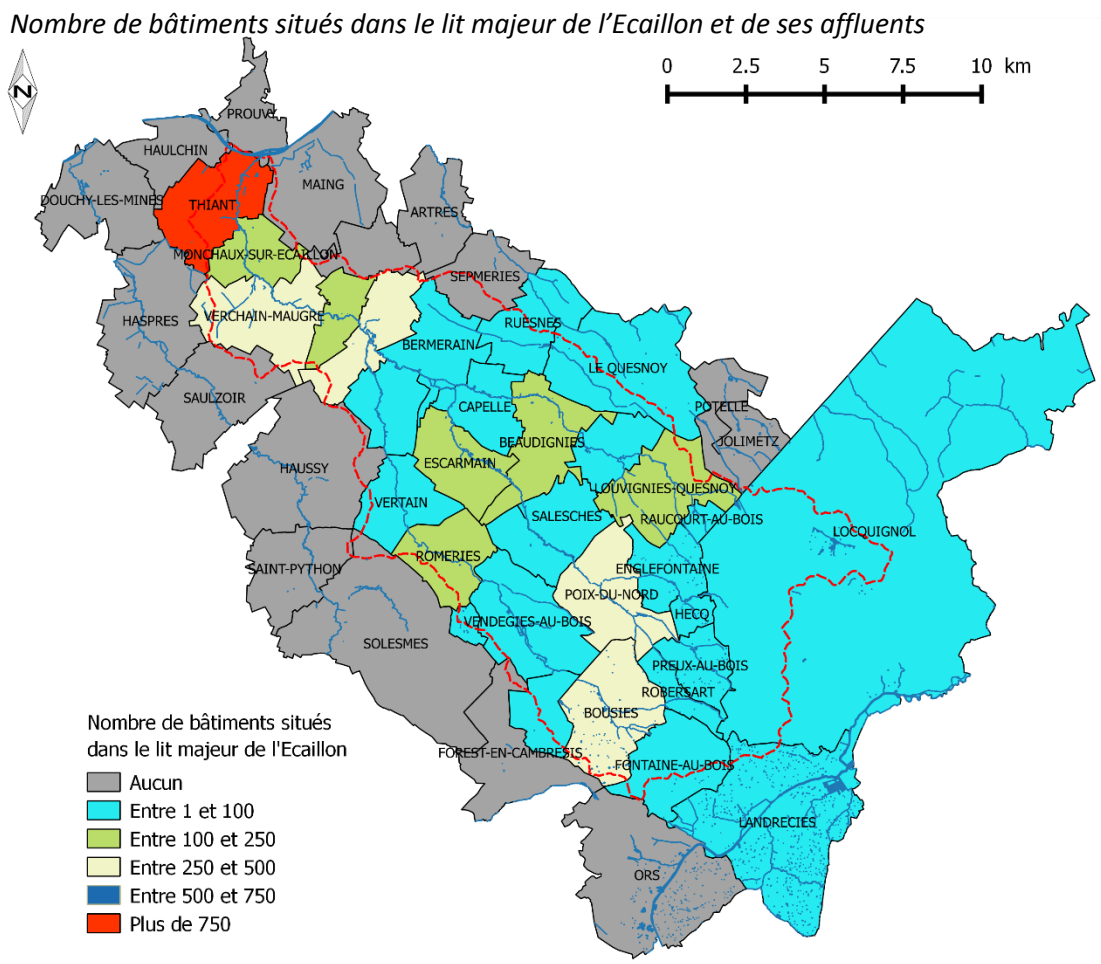 Nombre de bâtiments situés dans le lit majeur de l’Ecaillon et de ses affluents
N
0 2.5 5 7.5 10 km
PROUVY
HAULCHIN
MAING
DOUCHY-LES-MINES
THIANT
ARTRES
MONCHAUX-SUR-ECAILLON
SEPMERIES
HASPRES
VERCHAIN-MAUGRE
RUESNES
BERMERAIN
LE QUESNOY
SAULZOIR
CAPELLE
POTELLE
BEAUDIGNIES
JOLIMETZ
HAUSSY
ESCARMAIN
LOUVIGNIES-QUESNOY
VERTAIN
SALESCHES
RAUCOURT-AU-BOIS
LOCQUIGNOL
SAINT-PYTHON
ROMERIES
ENGLEFONTAINE
POIX-DU-NORD
HECQ
VENDEGIES-AU-BOIS
SOLESMES
PREUX-AU-BOIS
ROBERSART
BOUSIES
FOREST-EN-CAMBRESIS
FONTAINE-AU-BOIS
LANDRECIES
ORS
Nombre de bâtiments situés
dans le lit majeur de l'Ecaillon
Aucun
Entre 1 et 100
Entre 100 et 250
Entre 250 et 500
Entre 500 et 750
Plus de 750